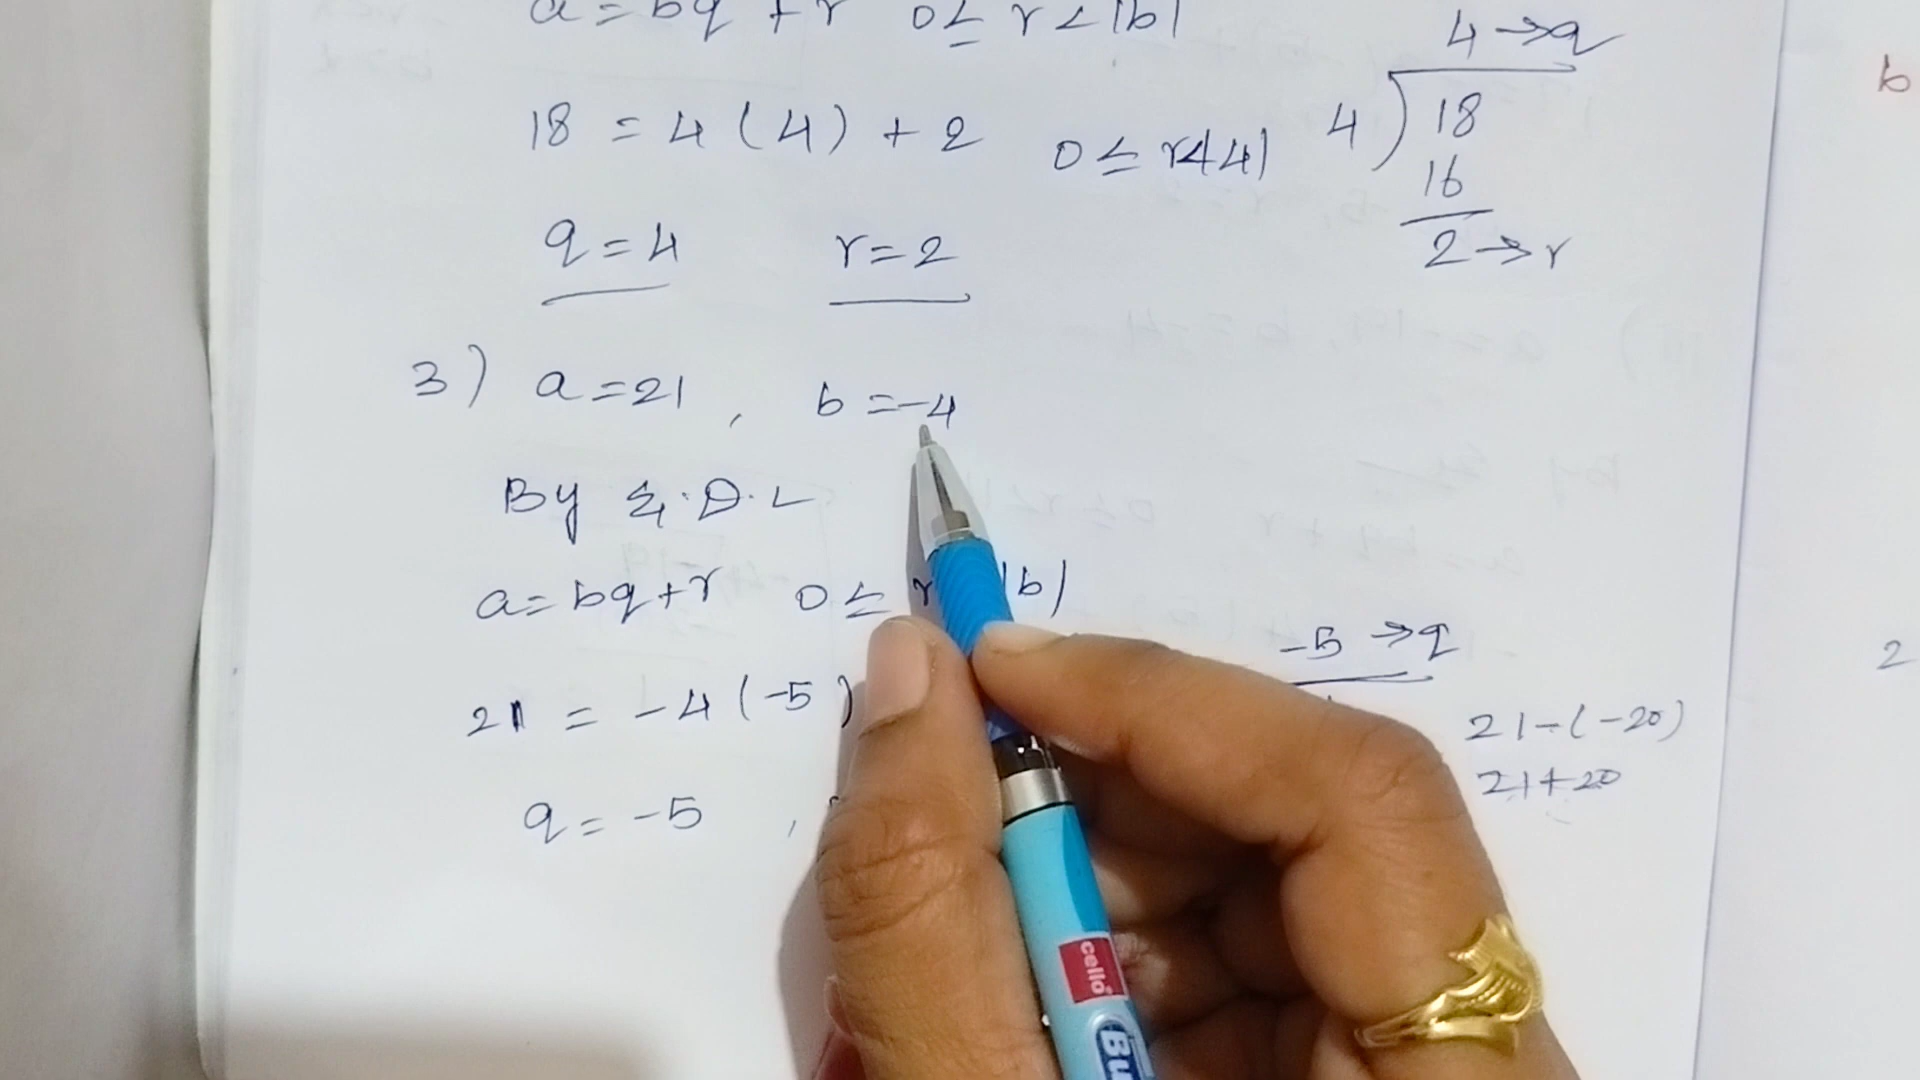 a = bq + r 0 ≤ r < |b|
4 → q
18 = 4 ( 4 ) + 2 0 ≤ r < |4|
4 ) 18
16
2 → r
q = 4 r = 2
3) a = 21 , b = -4
By E.D.L
a = bq + r 0 ≤ r |b|
-5 → q
21 = -4 ( -5 )
21 - (-20)
21 + 20
q = -5 ,
b
2
cello
Bu